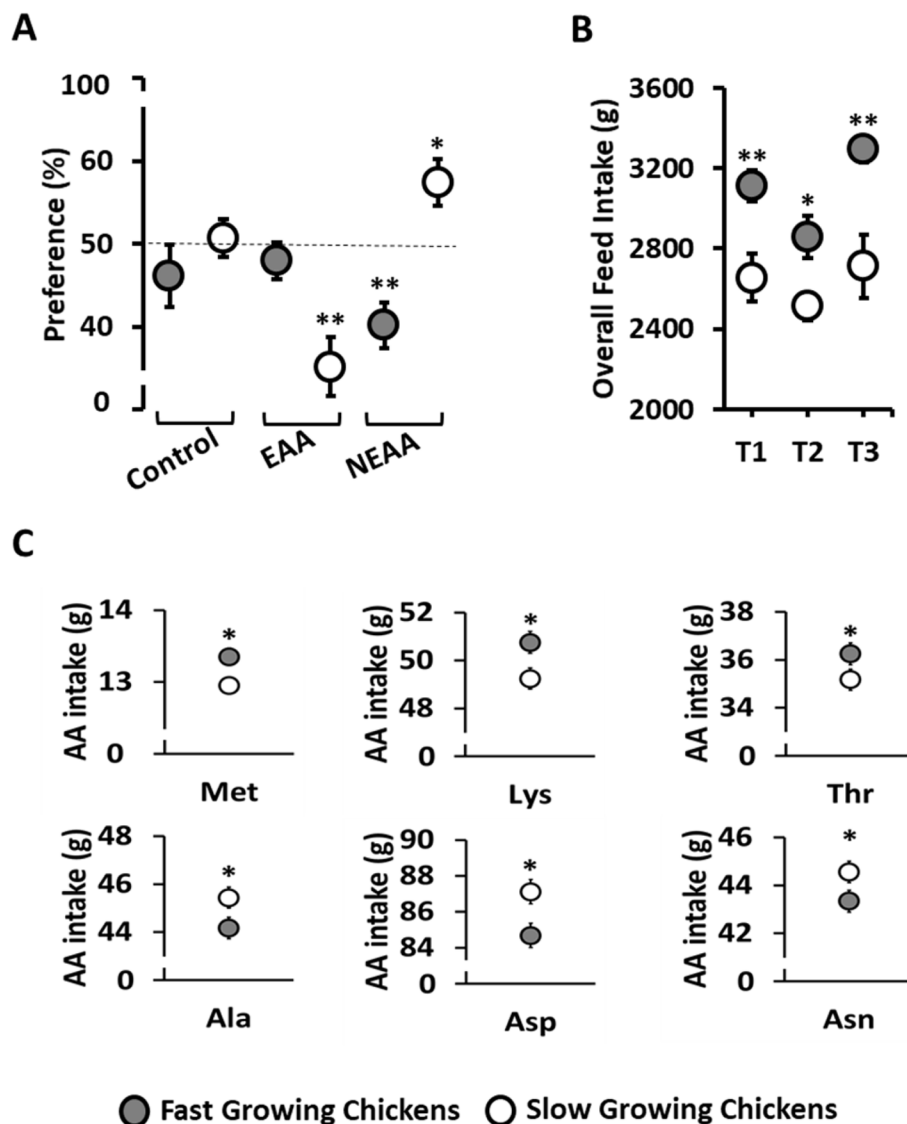 A
B
100
60
50
40
0
Preference (%)
*
**
**
Control
EAA
NEAA
3600
3200
2800
2400
2000
Overall Feed Intake (g)
**
*
**
T1
T2
T3
C
AA intake (g)
14
13
0
*
Met
AA intake (g)
52
50
48
0
*
Lys
AA intake (g)
38
36
34
0
*
Thr
AA intake (g)
48
46
44
0
*
Ala
AA intake (g)
90
88
86
84
0
*
Asp
AA intake (g)
46
44
42
0
*
Asn
Fast Growing Chickens
Slow Growing Chickens